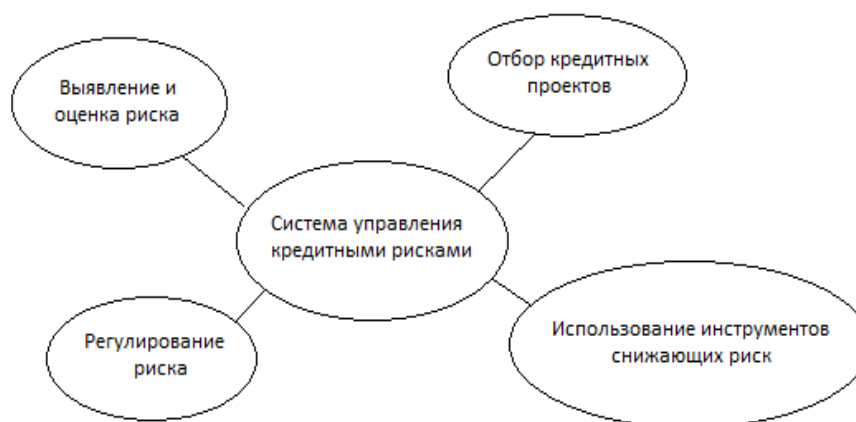 Выявление и
оценка риска
Отбор кредитных
проектов
Система управления
кредитными рисками
Регулирование
риска
Использование инструментов
снижающих риск